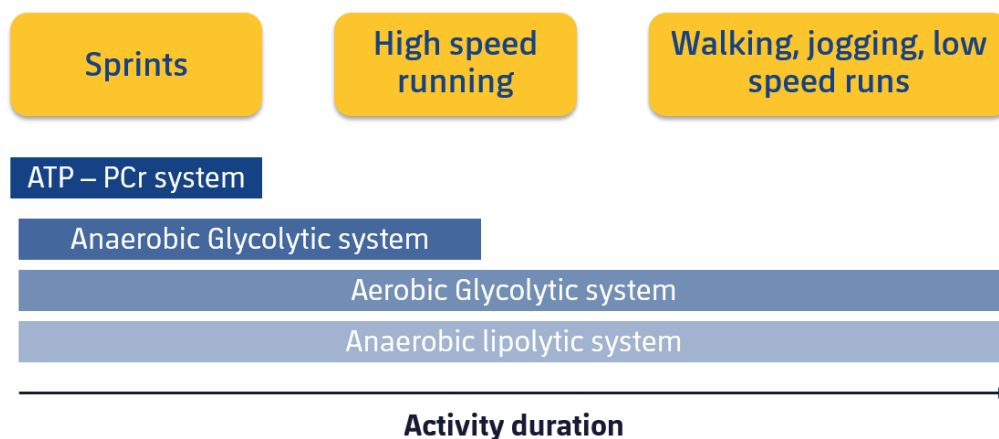 Sprints
High speed
running
Walking, jogging, low
speed runs
ATP – PCr system
Anaerobic Glycolytic system
Aerobic Glycolytic system
Anaerobic lipolytic system
Activity duration